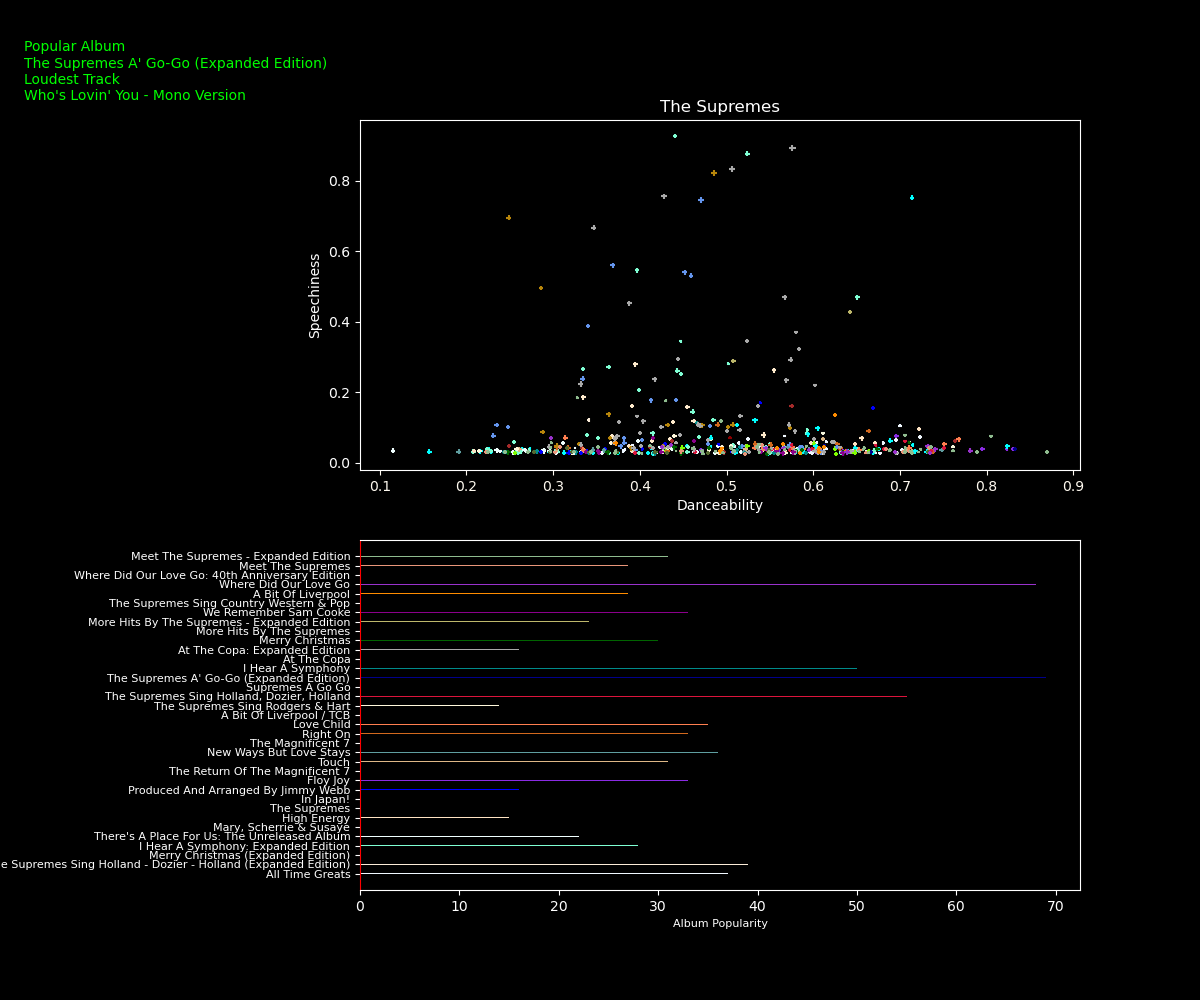 Popular Album
The Supremes A' Go-Go (Expanded Edition)
Loudest Track
Who's Lovin' You - Mono Version
The Supremes
0.8
0.6
0.4
0.2
0.0
Speechiness
0.1 0.2 0.3 0.4 0.5 0.6 0.7 0.8 0.9
Danceability
Meet The Supremes - Expanded Edition
Meet The Supremes
Where Did Our Love Go: 40th Anniversary Edition
Where Did Our Love Go
A Bit Of Liverpool
The Supremes Sing Country Western & Pop
We Remember Sam Cooke
More Hits By The Supremes - Expanded Edition
More Hits By The Supremes
Merry Christmas
At The Copa: Expanded Edition
At The Copa
I Hear A Symphony
The Supremes A' Go-Go (Expanded Edition)
Supremes A Go Go
The Supremes Sing Holland, Dozier, Holland
The Supremes Sing Rodgers & Hart
A Bit Of Liverpool / TCB
Love Child
Right On
The Magnificent 7
New Ways But Love Stays
Touch
The Return Of The Magnificent 7
Floy Joy
Produced And Arranged By Jimmy Webb
In Japan!
The Supremes
High Energy
Mary, Scherrie & Susaye
There's A Place For Us: The Unreleased Album
I Hear A Symphony: Expanded Edition
Merry Christmas (Expanded Edition)
e Supremes Sing Holland - Dozier - Holland (Expanded Edition)
All Time Greats
0 10 20 30 40 50 60 70
Album Popularity